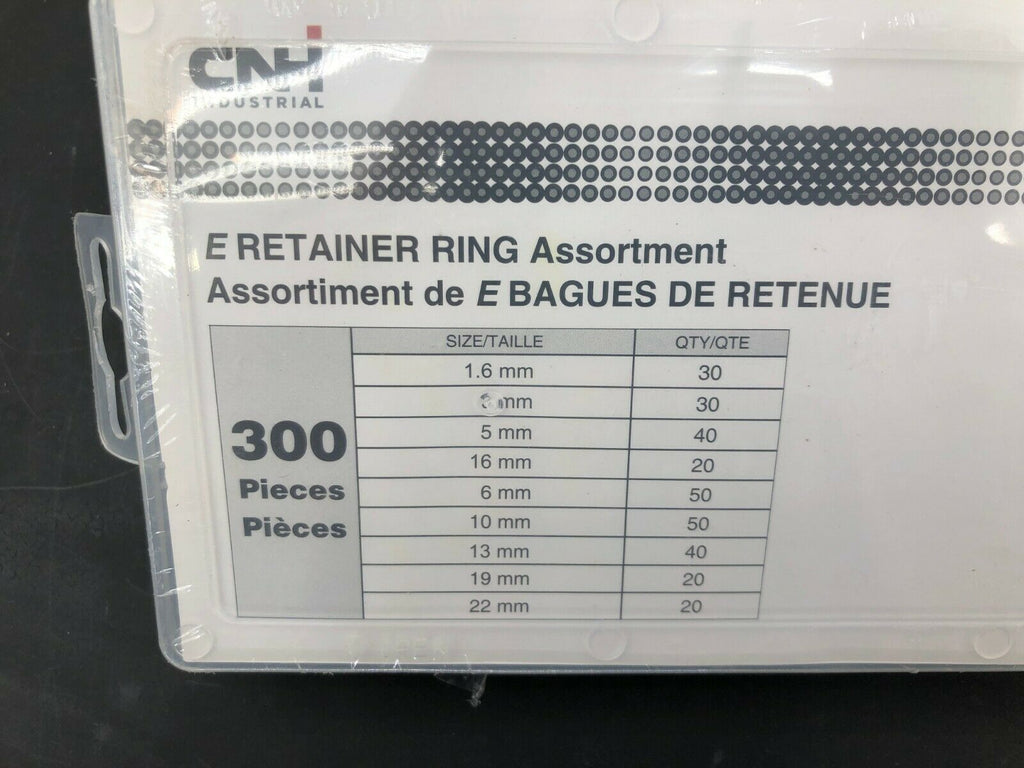 CNH
INDUSTRIAL
E RETAINER RING Assortment
Assortiment de E BAGUES DE RETENUE
300
Pieces
Pièces
SIZE/TAILLE QTY/QTE
1.6 mm 30
mm 30
5 mm 40
16 mm 20
6 mm 50
10 mm 50
13 mm 40
19 mm 20
22 mm 20